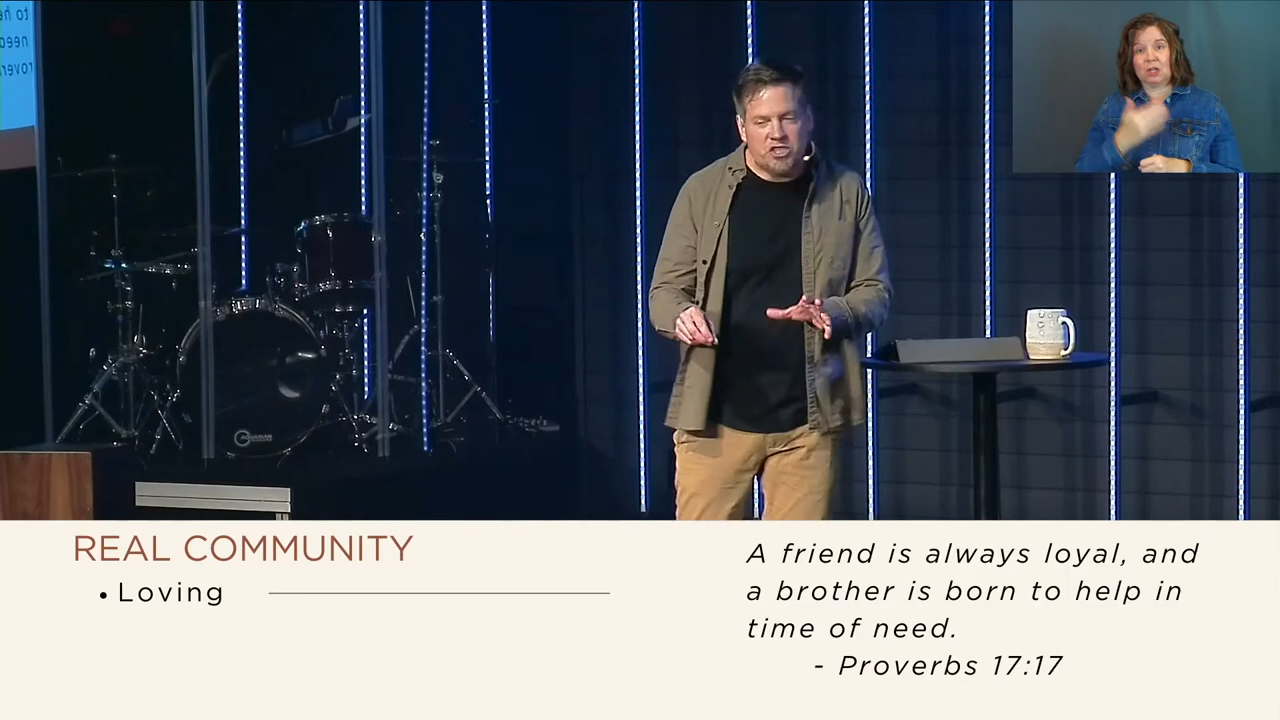 REAL COMMUNITY
• Loving
A friend is always loyal, and
a brother is born to help in
time of need.
- Proverbs 17:17
AQUARIAN